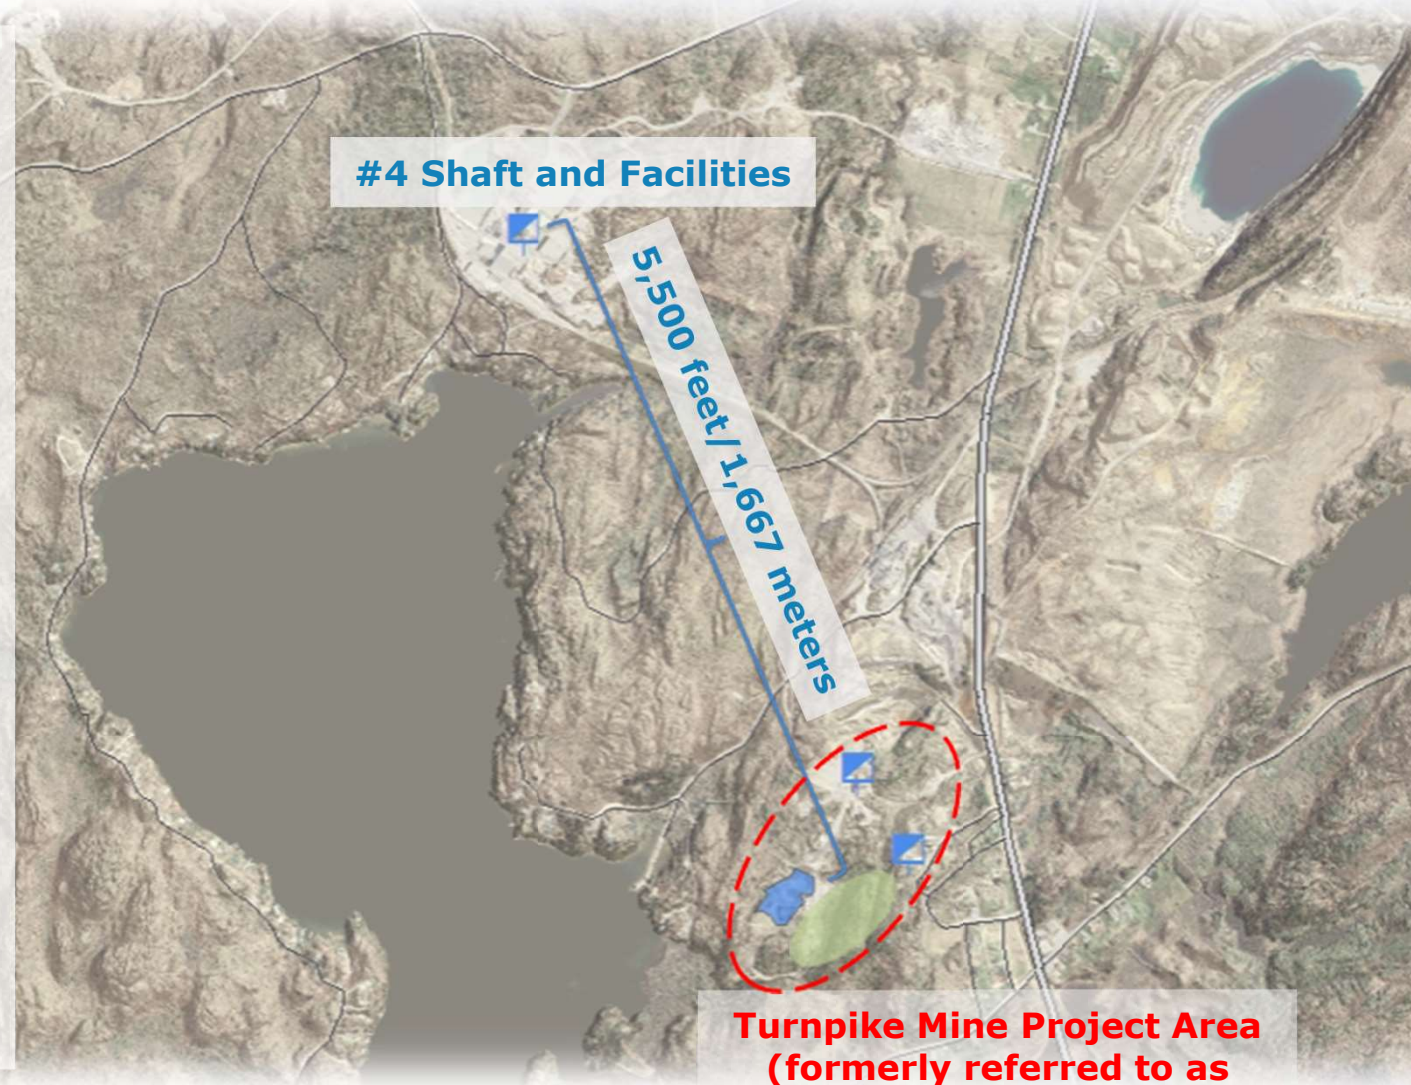 #4 Shaft and Facilities
5,500 feet/1,667 meters
Turnpike Mine Project Area
(formerly referred to as